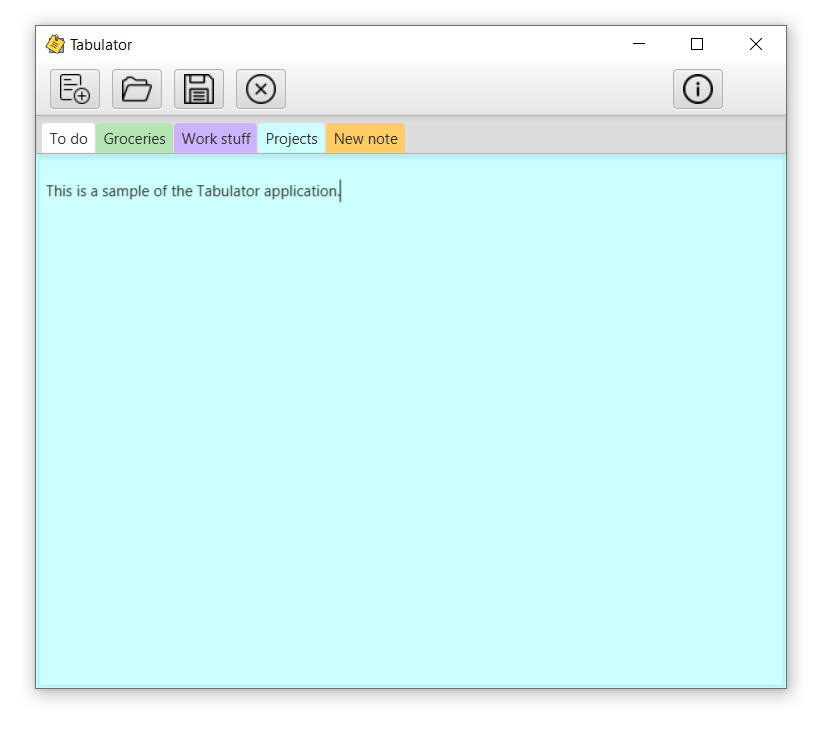 Tabulator
To do Groceries Work stuff Projects New note
This is a sample of the Tabulator application.